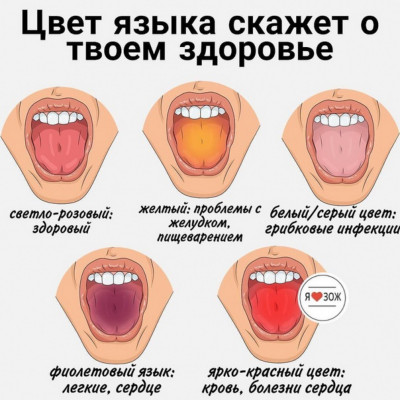 Цвет языка скажет о
твоем здоровье
светло-розовый:
здоровый
желтый: проблемы с
желудком,
пищеварением
белый/серый цвет:
грибковые инфекции
Я❤ЗОЖ
фиолетовый язык:
легкие, сердце
ярко-красный цвет:
кровь, болезни сердца